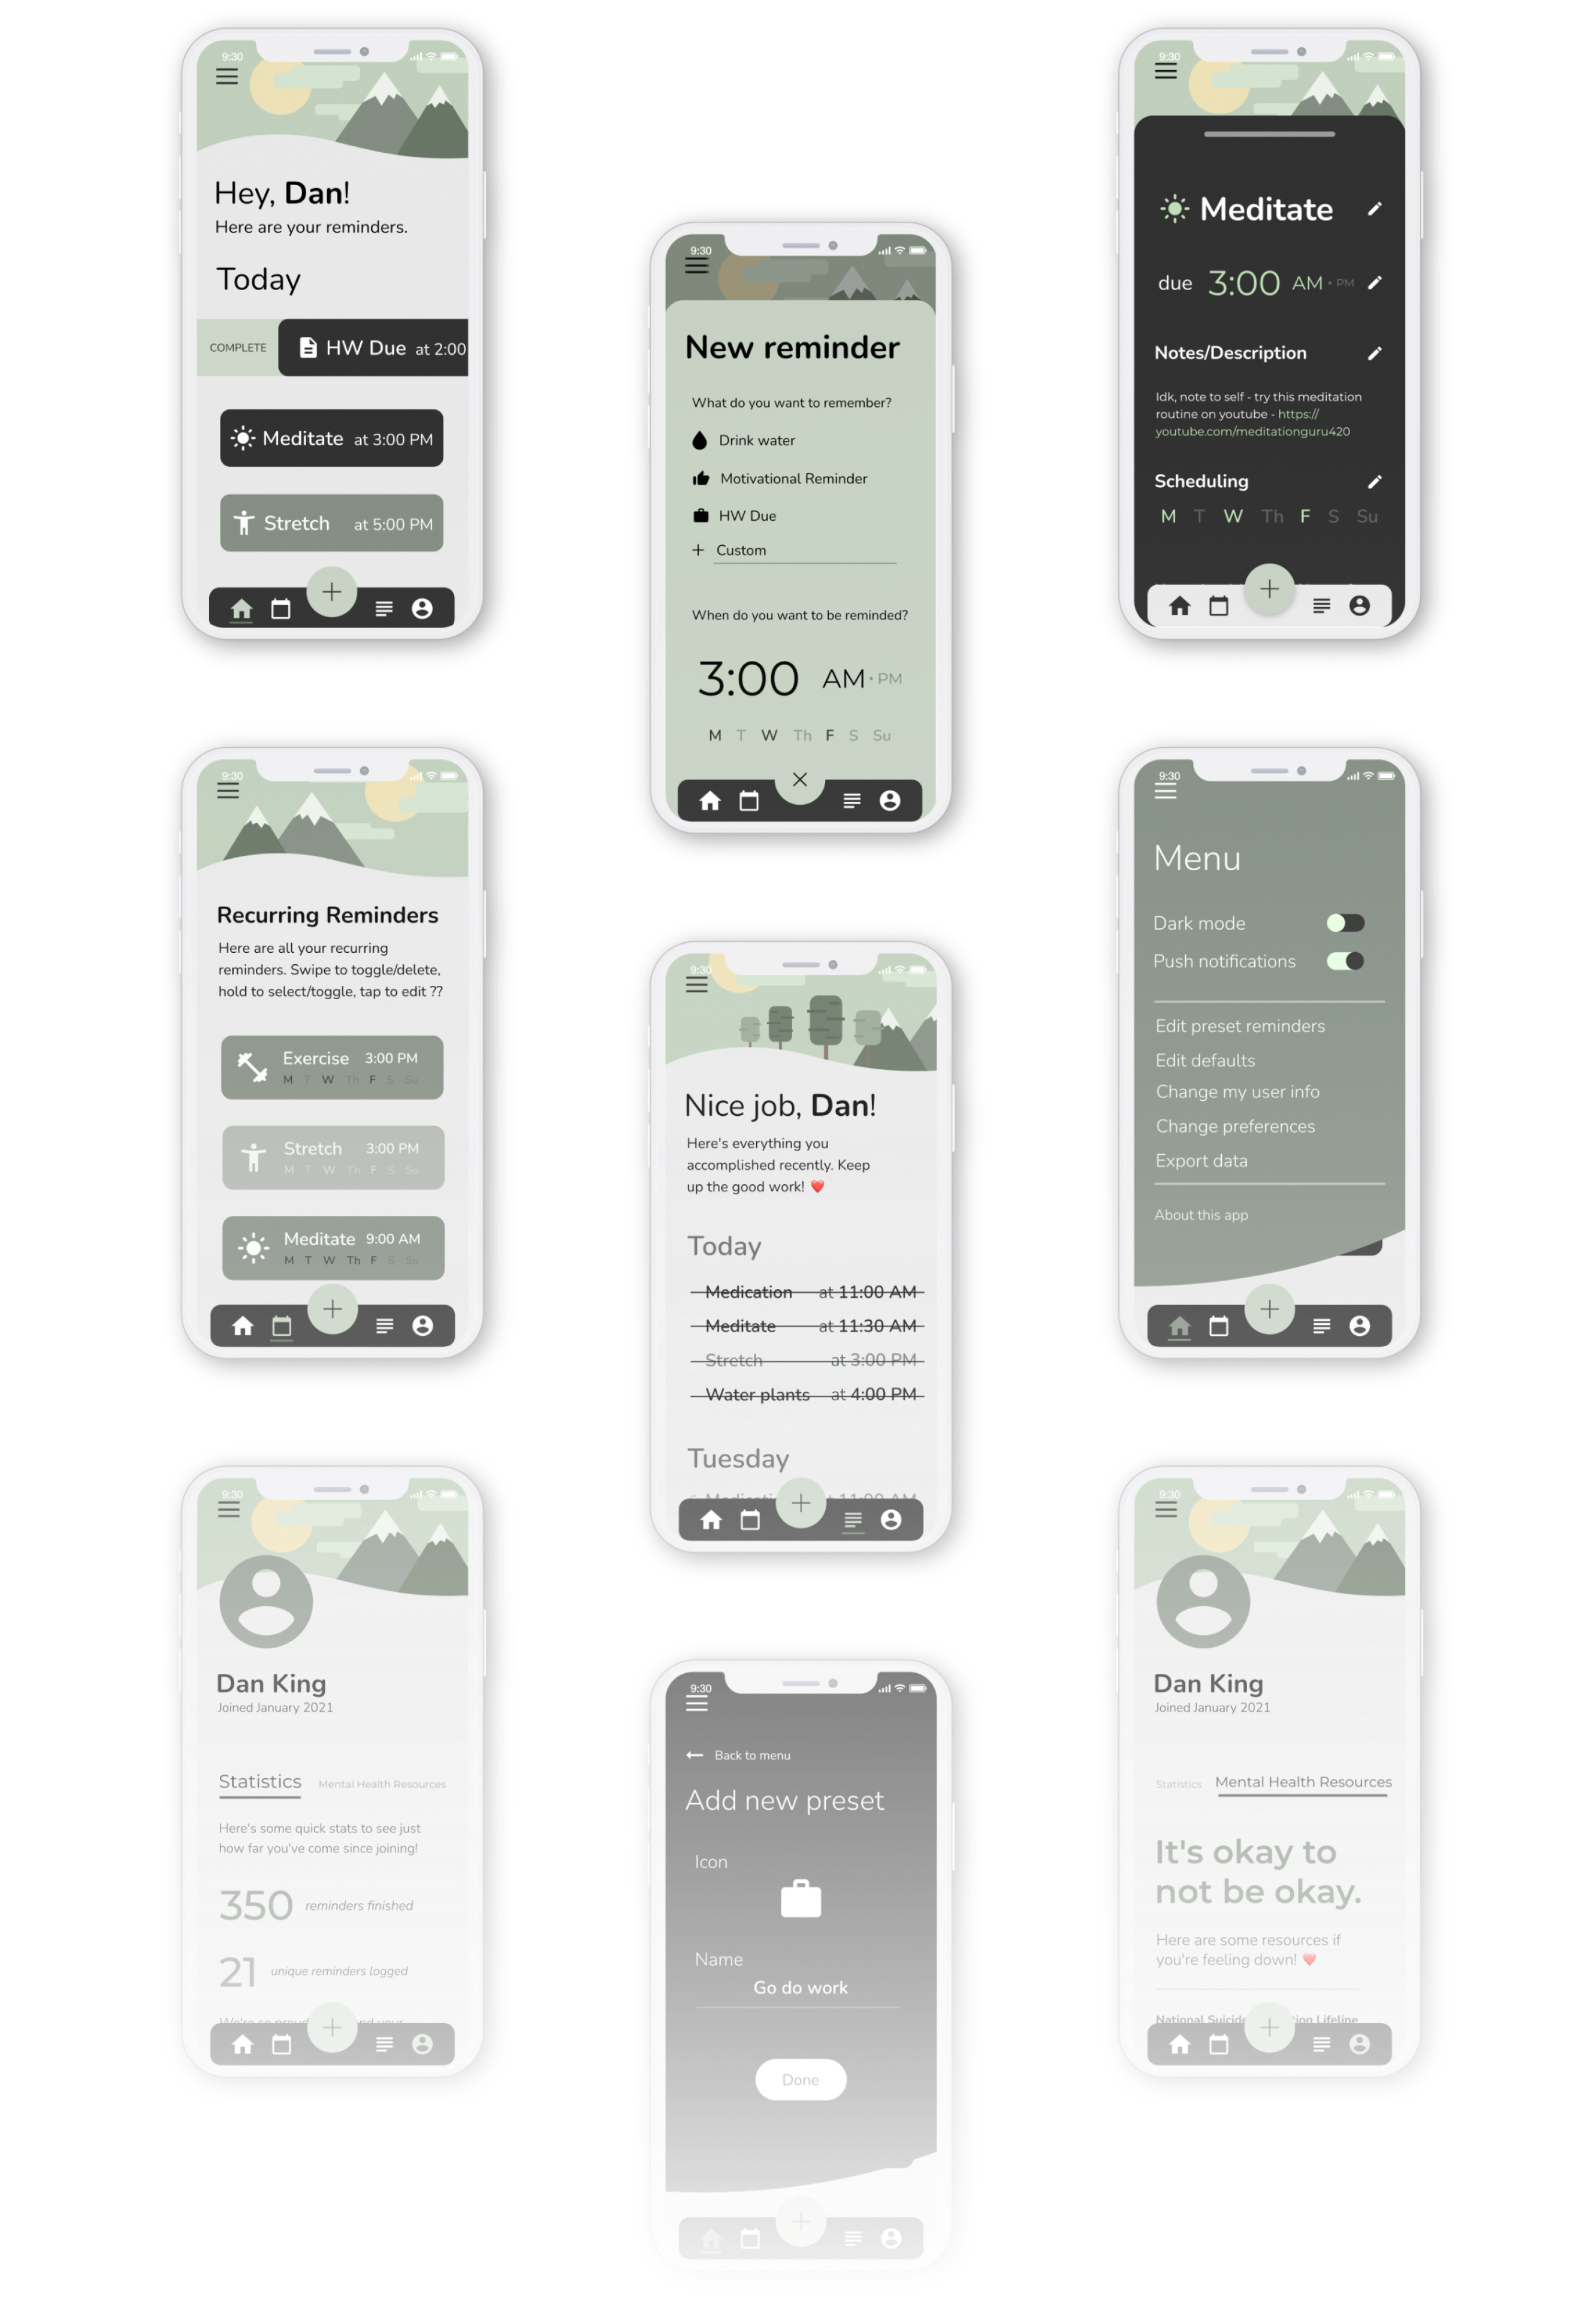 9:30
Hey, Dan!
Here are your reminders.
Today
COMPLETE
HW Due at 2:00
Meditate at 3:00 PM
Stretch at 5:00 PM
9:30
New reminder
What do you want to remember?
Drink water
Motivational Reminder
HW Due
+ Custom
When do you want to be reminded?
3:00 AM • PM
M T W Th F S Su
9:30
Meditate
due 3:00 AM • PM
Notes/Description
Idk, note to self - try this meditation
routine on youtube - https://
youtube.com/meditationguru420
Scheduling
M T W Th F S Su
9:30
Recurring Reminders
Here are all your recurring
reminders. Swipe to toggle/delete,
hold to select/toggle, tap to edit ??
Exercise 3:00 PM
M T W Th F S Su
Stretch 3:00 PM
M T W Th F S Su
Meditate 9:00 AM
M T W Th F S Su
9:30
Nice job, Dan!
Here's everything you
accomplished recently. Keep
up the good work! ❤️
Today
Medication at 11:00 AM
Meditate at 11:30 AM
Stretch at 3:00 PM
Water plants at 4:00 PM
Tuesday
9:30
Menu
Dark mode
Push notifications
Edit preset reminders
Edit defaults
Change my user info
Change preferences
Export data
About this app
9:30
Dan King
Joined January 2021
Statistics Mental Health Resources
Here's some quick stats to see just
how far you've come since joining!
350 reminders finished
21 unique reminders logged
9:30
Back to menu
Add new preset
Icon
Name
Go do work
Done
9:30
Dan King
Joined January 2021
Statistics Mental Health Resources
It's okay to
not be okay.
Here are some resources if
you're feeling down! ❤️
National Lifeline